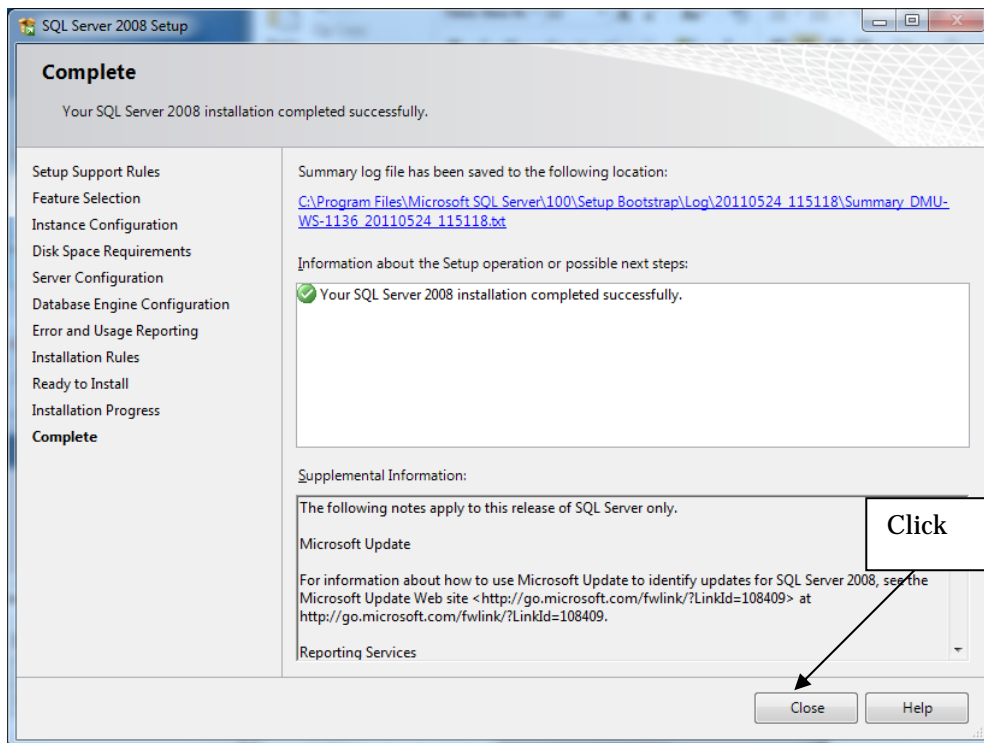 SQL Server 2008 Setup
Complete
Your SQL Server 2008 installation completed successfully.
Setup Support Rules
Feature Selection
Instance Configuration
Disk Space Requirements
Server Configuration
Database Engine Configuration
Error and Usage Reporting
Installation Rules
Ready to Install
Installation Progress
Complete
Summary log file has been saved to the following location:
C:\Program Files\Microsoft SQL Server\100\Setup Bootstrap\Log\20110524_115118\Summary_DMU-
WS-1136_20110524_115118.txt
Information about the Setup operation or possible next steps:
Your SQL Server 2008 installation completed successfully.
Supplemental Information:
The following notes apply to this release of SQL Server only.
Microsoft Update
For information about how to use Microsoft Update to identify updates for SQL Server 2008, see the
Microsoft Update Web site <http://go.microsoft.com/fwlink/?LinkId=108409> at
http://go.microsoft.com/fwlink/?LinkId=108409.
Reporting Services
Click
Close
Help